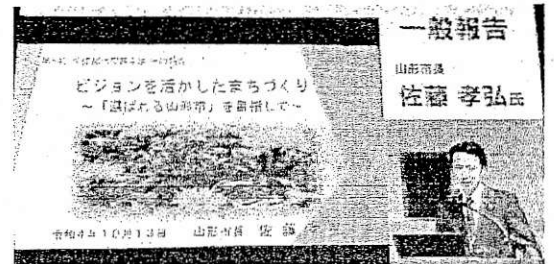 ビジョンを活かしたまちづくり
～「選ばれる山形市」を目指して～
令和4年10月13日 山形市長 佐藤
一般報告
山形市長
佐藤 孝弘氏